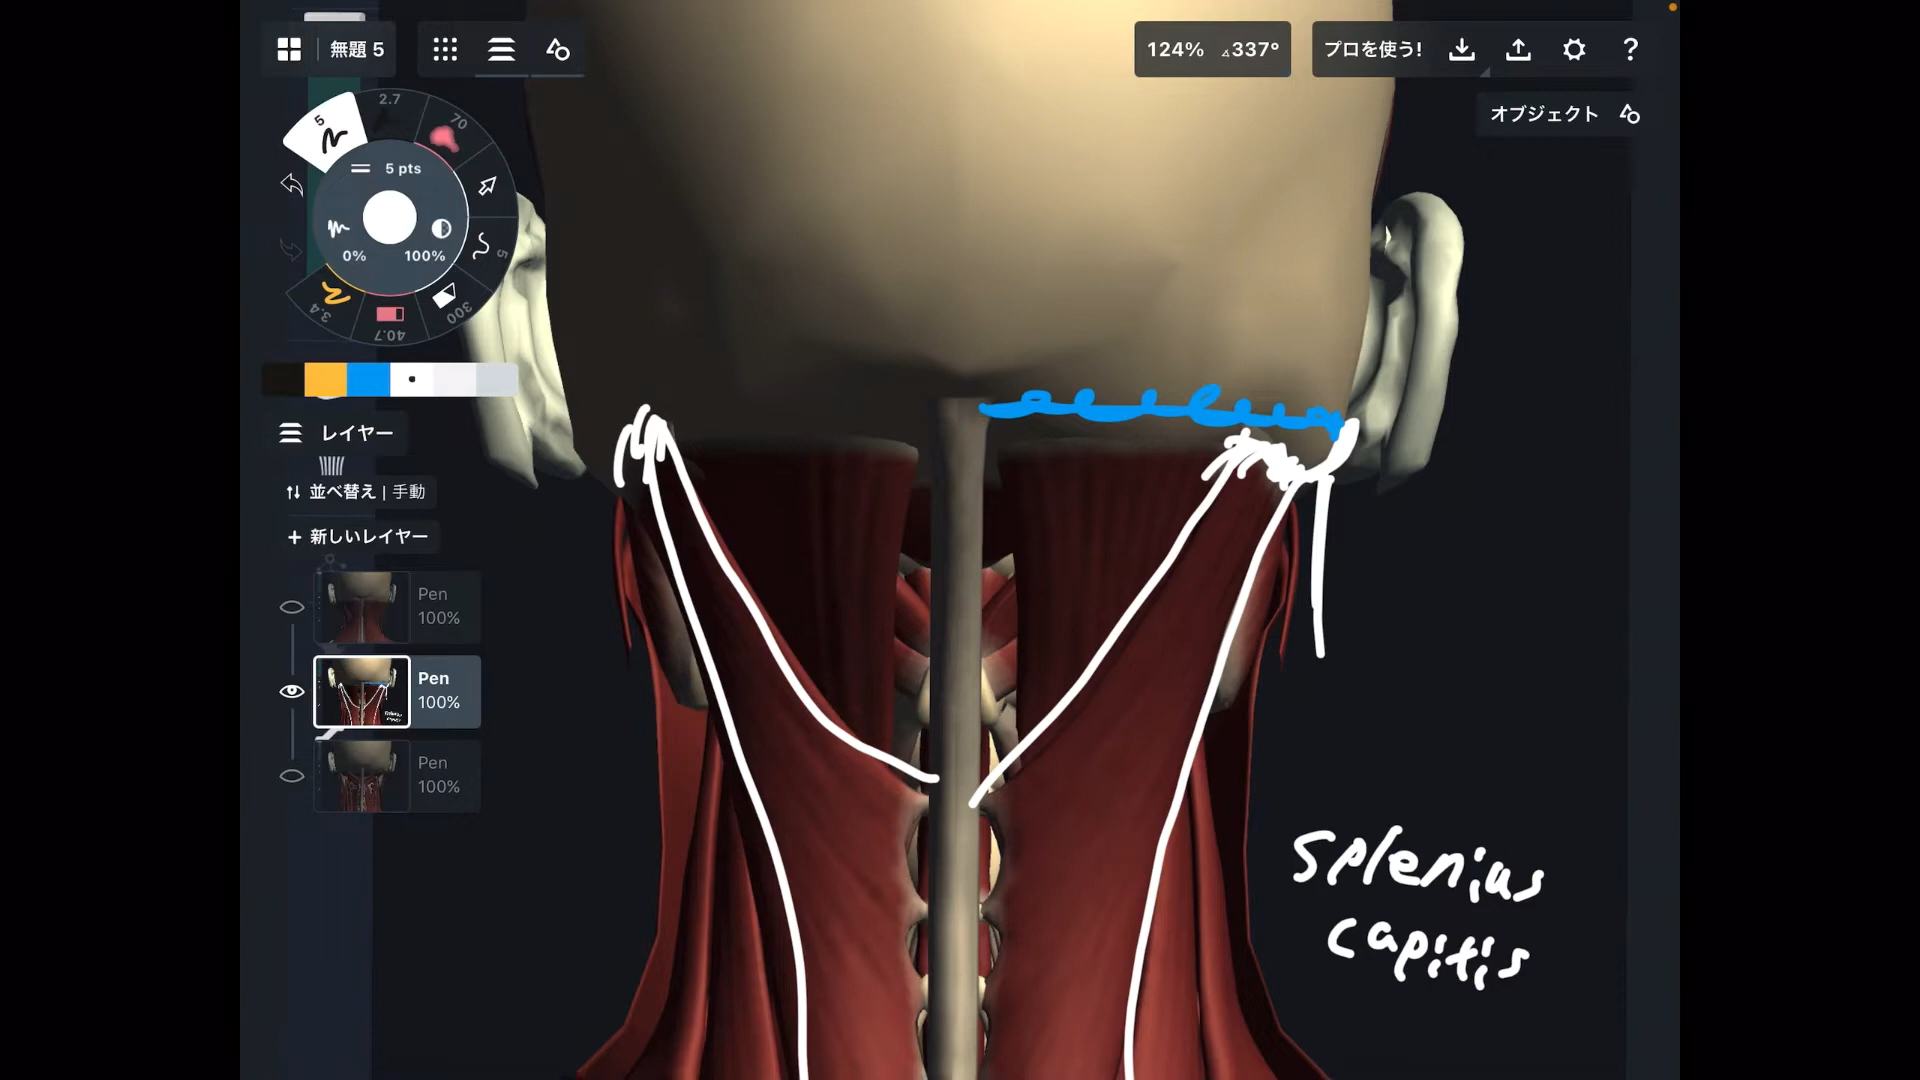 無題 5
124% 337°
プロを使う!
?
オブジェクト
2.7
70
5
5 pts
5
0%
100%
3.4
40.7
300
レイヤー
並べ替え | 手動
+ 新しいレイヤー
Pen
100%
Pen
100%
Pen
100%
splenius
capitis